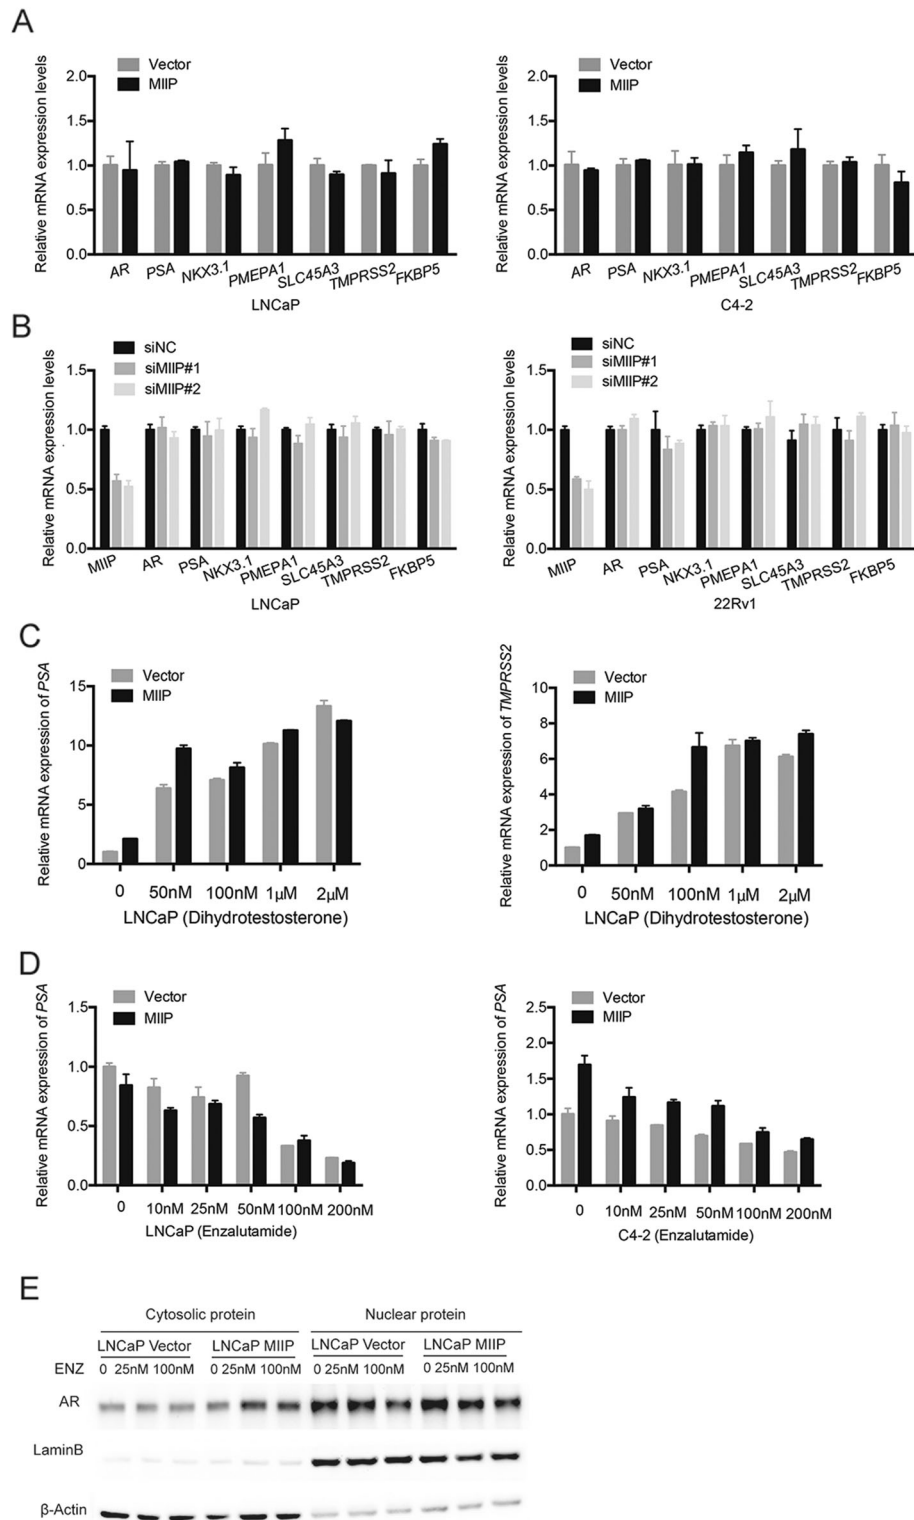 A
Relative mRNA expression levels
Vector
MIIP
2.0
1.5
1.0
0.5
0.0
AR PSA NKX3.1 PMEPA1 SLC45A3 TMPRSS2 FKBP5
LNCaP
Relative mRNA expression levels
Vector
MIIP
2.0
1.5
1.0
0.5
0.0
AR PSA NKX3.1 PMEPA1 SLC45A3 TMPRSS2 FKBP5
C4-2
B
Relative mRNA expression levels
siNC
siMIIP#1
siMIIP#2
1.5
1.0
0.5
0.0
MIIP AR PSA NKX3.1 PMEPA1 SLC45A3 TMPRSS2 FKBP5
LNCaP
Relative mRNA expression levels
siNC
siMIIP#1
siMIIP#2
1.5
1.0
0.5
0.0
MIIP AR PSA NKX3.1 PMEPA1 SLC45A3 TMPRSS2 FKBP5
22Rv1
C
Relative mRNA expression of PSA
Vector
MIIP
15
10
5
0
0 50nM 100nM 1μM 2μM
LNCaP (Dihydrotestosterone)
Relative mRNA expression of TMPRSS2
Vector
MIIP
10
8
6
4
2
0
0 50nM 100nM 1μM 2μM
LNCaP (Dihydrotestosterone)
D
Relative mRNA expression of PSA
Vector
MIIP
1.5
1.0
0.5
0.0
0 10nM 25nM 50nM 100nM 200nM
LNCaP (Enzalutamide)
Relative mRNA expression of PSA
Vector
MIIP
2.5
2.0
1.5
1.0
0.5
0.0
0 10nM 25nM 50nM 100nM 200nM
C4-2 (Enzalutamide)
E
Cytosolic protein Nuclear protein
LNCaP Vector LNCaP MIIP LNCaP Vector LNCaP MIIP
ENZ 0 25nM 100nM 0 25nM 100nM 0 25nM 100nM 0 25nM 100nM
AR
LaminB
β-Actin